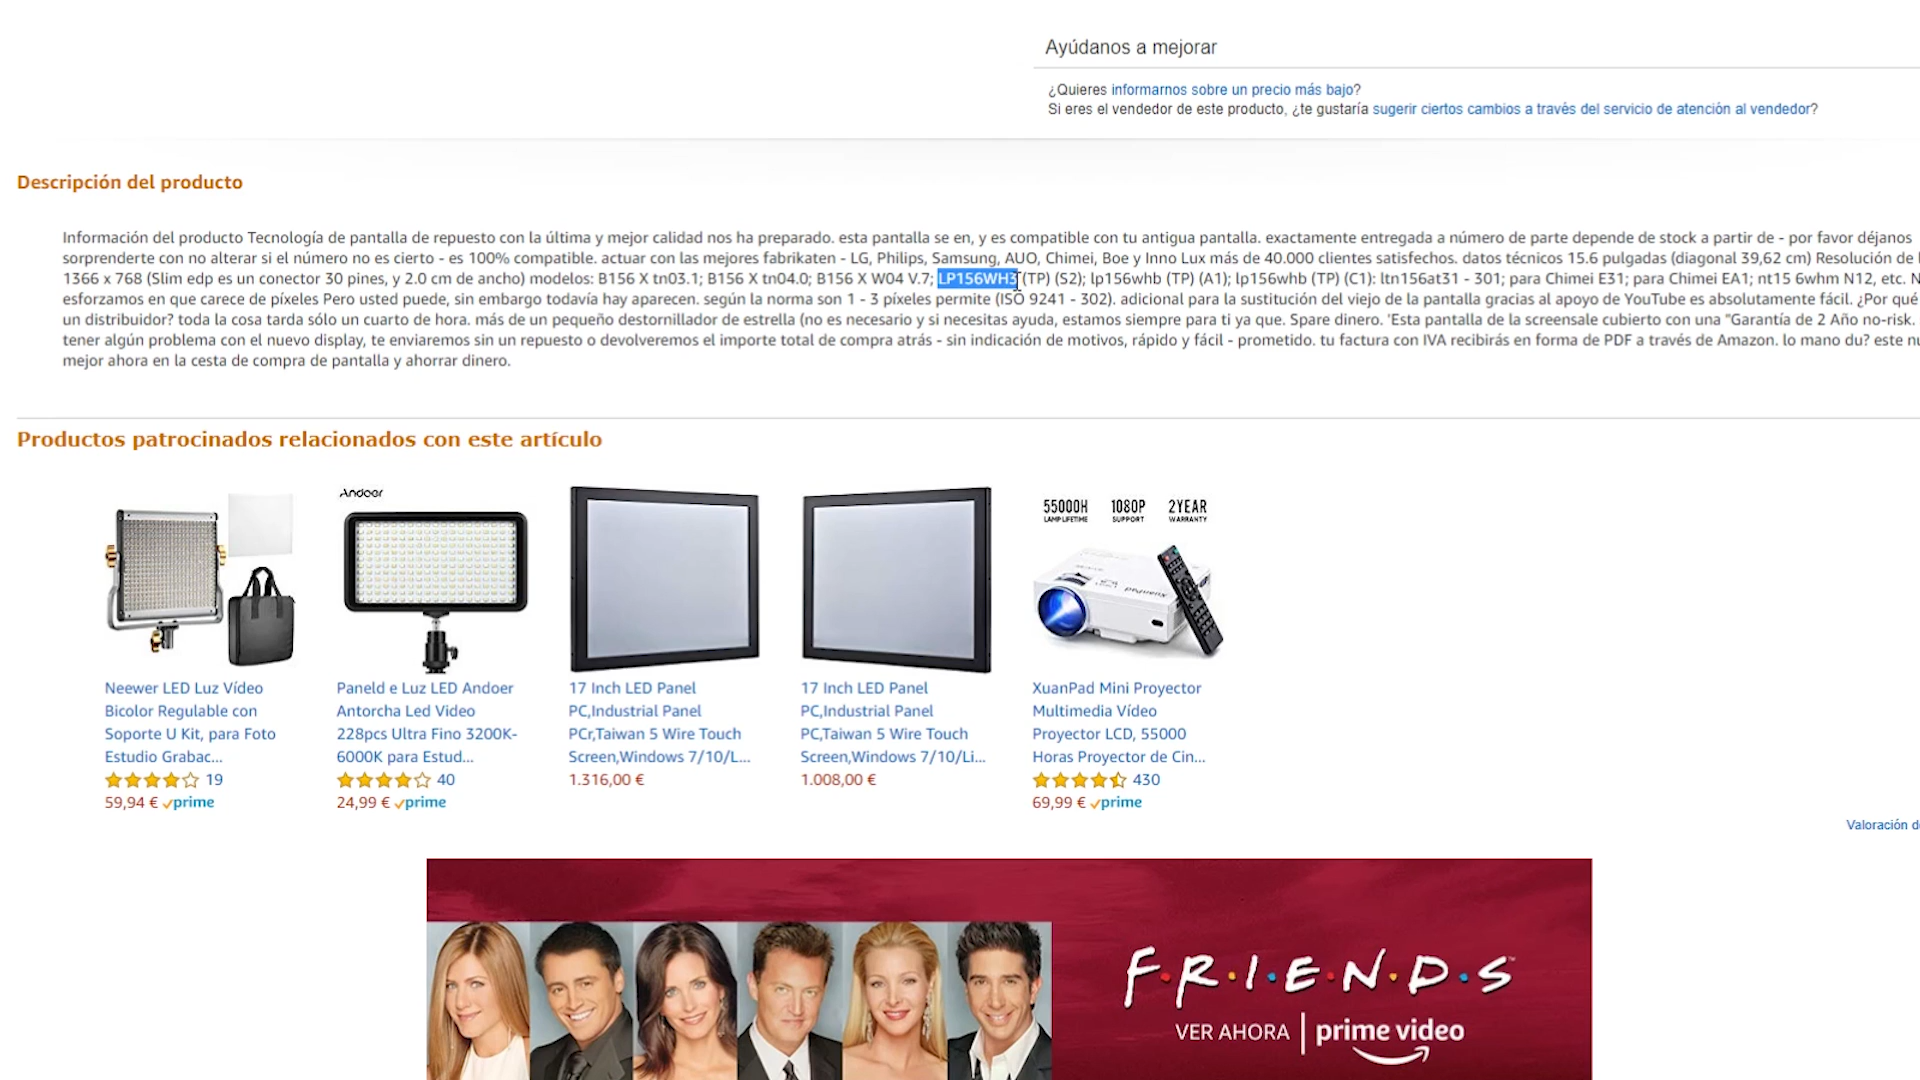 Ayúdanos a mejorar
¿Quieres informarnos sobre un precio más bajo?
Si eres el vendedor de este producto, ¿te gustaría sugerir ciertos cambios a través del servicio de atención al vendedor?
Descripción del producto
Información del producto Tecnología de pantalla de repuesto con la última y mejor calidad nos ha preparado. esta pantalla se en, y es compatible con tu antigua pantalla. exactamente entregada a número de parte depende de stock a partir de - por favor déjanos
sorprenderte con no alterar si el número no es cierto - es 100% compatible. actuar con las mejores fabrikaten - LG, Philips, Samsung, AUO, Chimei, Boe y Inno Lux más de 40.000 clientes satisfechos. datos técnicos 15.6 pulgadas (diagonal 39,62 cm) Resolución de
1366 x 768 (Slim edp es un conector 30 pines, y 2.0 cm de ancho) modelos: B156 X tn03.1; B156 X tn04.0; B156 X W04 V.7; LP156WH3 (TP) (S2); lp156whb (TP) (A1); lp156whb (TP) (C1): ltn156at31 - 301; para Chimei E31; para Chimei EA1; nt15 6whm N12, etc. N
esforzamos en que carece de píxeles Pero usted puede, sin embargo todavía hay aparecen. según la norma son 1 - 3 píxeles permite (ISO 9241 - 302). adicional para la sustitución del viejo de la pantalla gracias al apoyo de YouTube es absolutamente fácil. ¿Por qué
un distribuidor? toda la cosa tarda sólo un cuarto de hora. más de un pequeño destornillador de estrella (no es necesario y si necesitas ayuda, estamos siempre para ti ya que. Spare dinero. 'Esta pantalla de la screensale cubierto con una "Garantía de 2 Año no-risk.
tener algún problema con el nuevo display, te enviaremos sin un repuesto o devolveremos el importe total de compra atrás - sin indicación de motivos, rápido y fácil - prometido. tu factura con IVA recibirás en forma de PDF a través de Amazon. lo mano du? este nu
mejor ahora en la cesta de compra de pantalla y ahorrar dinero.
Productos patrocinados relacionados con este artículo
Andoer
55000H 1080P 2YEAR
LAMP LIFETIME SUPPORT WARRANTY
XuanPad
Neewer LED Luz Vídeo
Bicolor Regulable con
Soporte U Kit, para Foto
Estudio Grabac...
19
59,94 € prime
Paneld e Luz LED Andoer
Antorcha Led Video
228pcs Ultra Fino 3200K-
6000K para Estud...
40
24,99 € prime
17 Inch LED Panel
PC,Industrial Panel
PCr,Taiwan 5 Wire Touch
Screen,Windows 7/10/L...
1.316,00 €
17 Inch LED Panel
PC,Industrial Panel
PC,Taiwan 5 Wire Touch
Screen,Windows 7/10/Li...
1.008,00 €
XuanPad Mini Proyector
Multimedia Vídeo
Proyector LCD, 55000
Horas Proyector de Cin...
430
69,99 € prime
Valoración d
F·R·I·E·N·D·S
VER AHORA | prime video